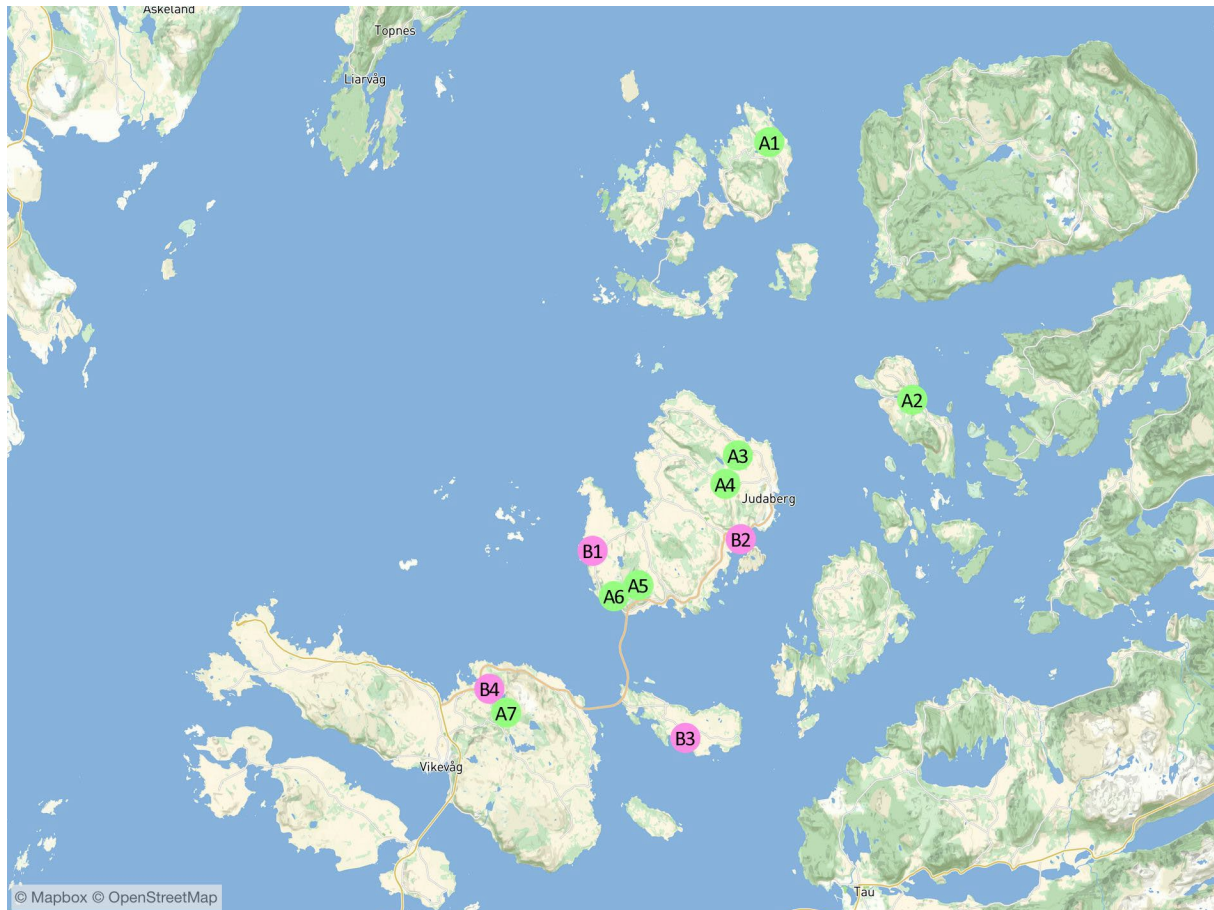 Askeland
Topnes
Liarvåg
A1
A2
A3
A4
Judaberg
B2
B1
A5
A6
B4
A7
B3
Vikevåg
Tau
© Mapbox © OpenStreetMap